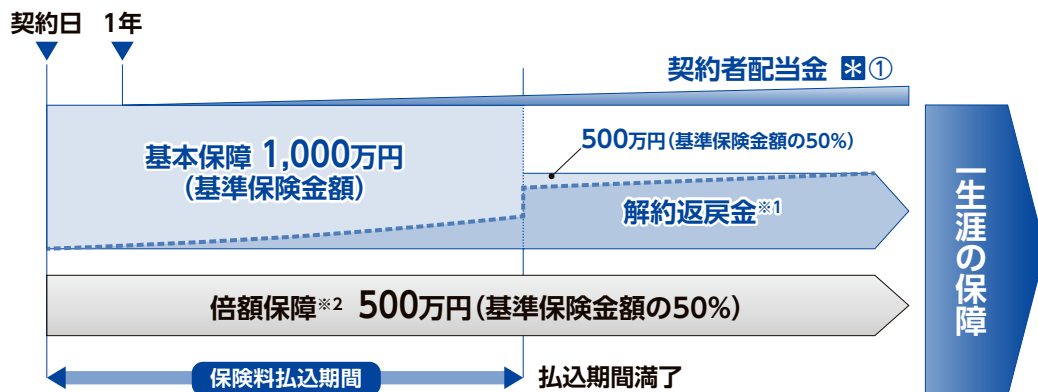 契約日 1年
契約者配当金 *①
基本保障 1,000万円
(基準保険金額)
500万円(基準保険金額の50%)
解約返戻金※1
倍額保障※2 500万円(基準保険金額の50%)
保険料払込期間
払込期間満了
一生涯の保障